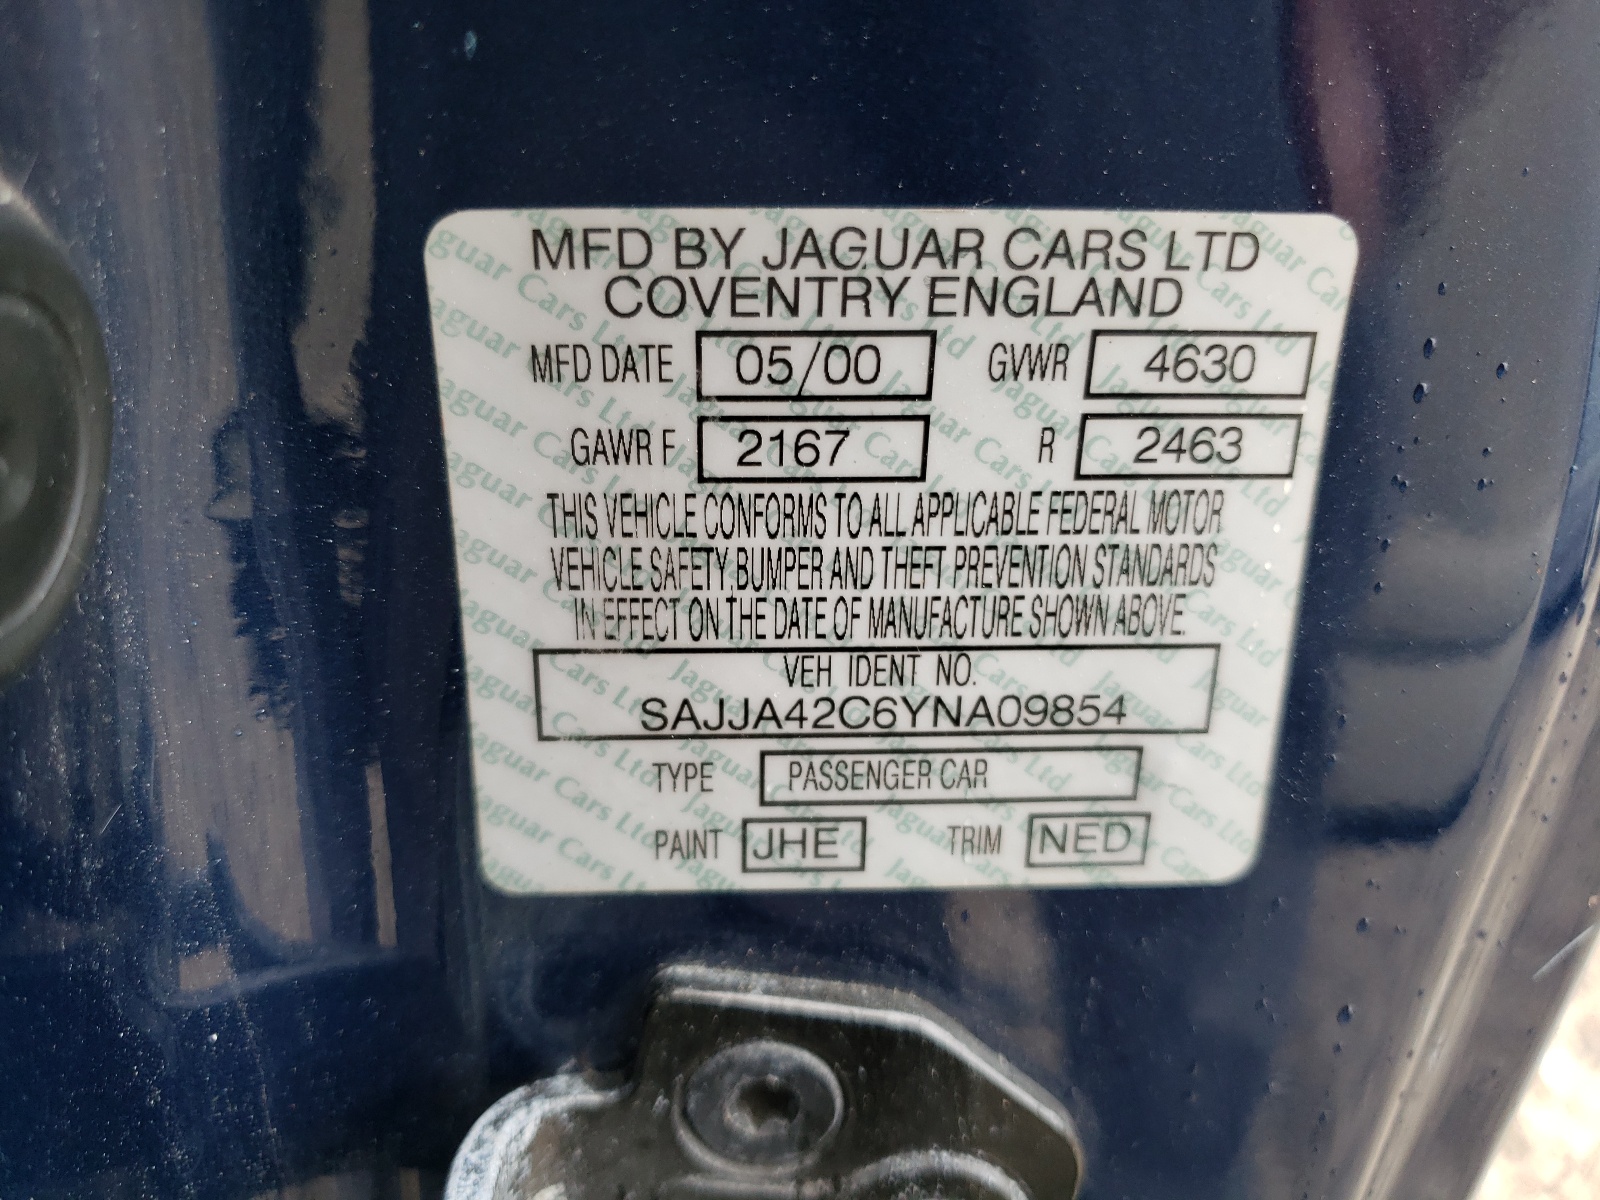 MFD BY JAGUAR CARS LTD
COVENTRY ENGLAND
MFD DATE 05/00 GVWR 4630
GAWR F 2167 R 2463
THIS VEHICLE CONFORMS TO ALL APPLICABLE FEDERAL MOTOR
VEHICLE SAFETY, BUMPER AND THEFT PREVENTION STANDARDS
IN EFFECT ON THE DATE OF MANUFACTURE SHOWN ABOVE.
VEH IDENT NO.
SAJJA42C6YNA09854
TYPE PASSENGER CAR
PAINT JHE TRIM NED